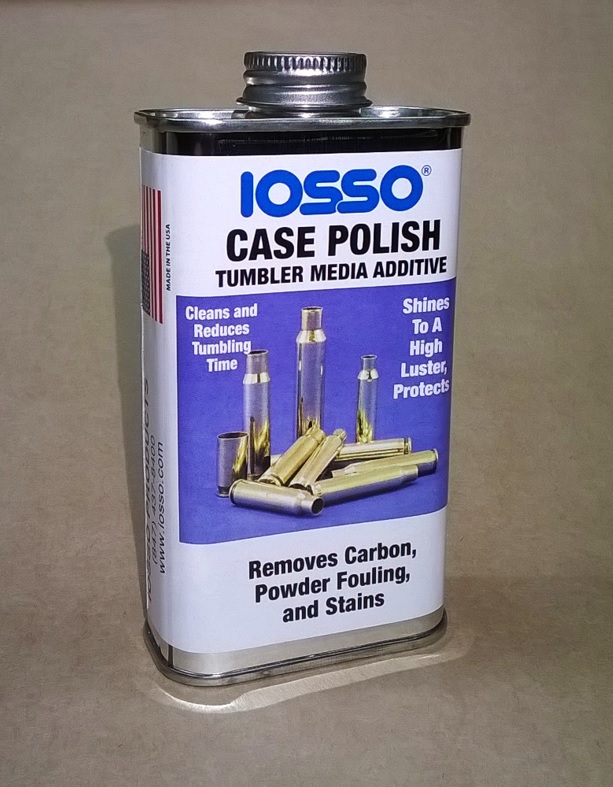 IOSSO®
CASE POLISH
TUMBLER MEDIA ADDITIVE
Cleans and
Reduces
Tumbling
Time
Shines
To A
High
Luster,
Protects
Removes Carbon,
Powder Fouling,
and Stains
MADE IN THE USA
www.iosso.com